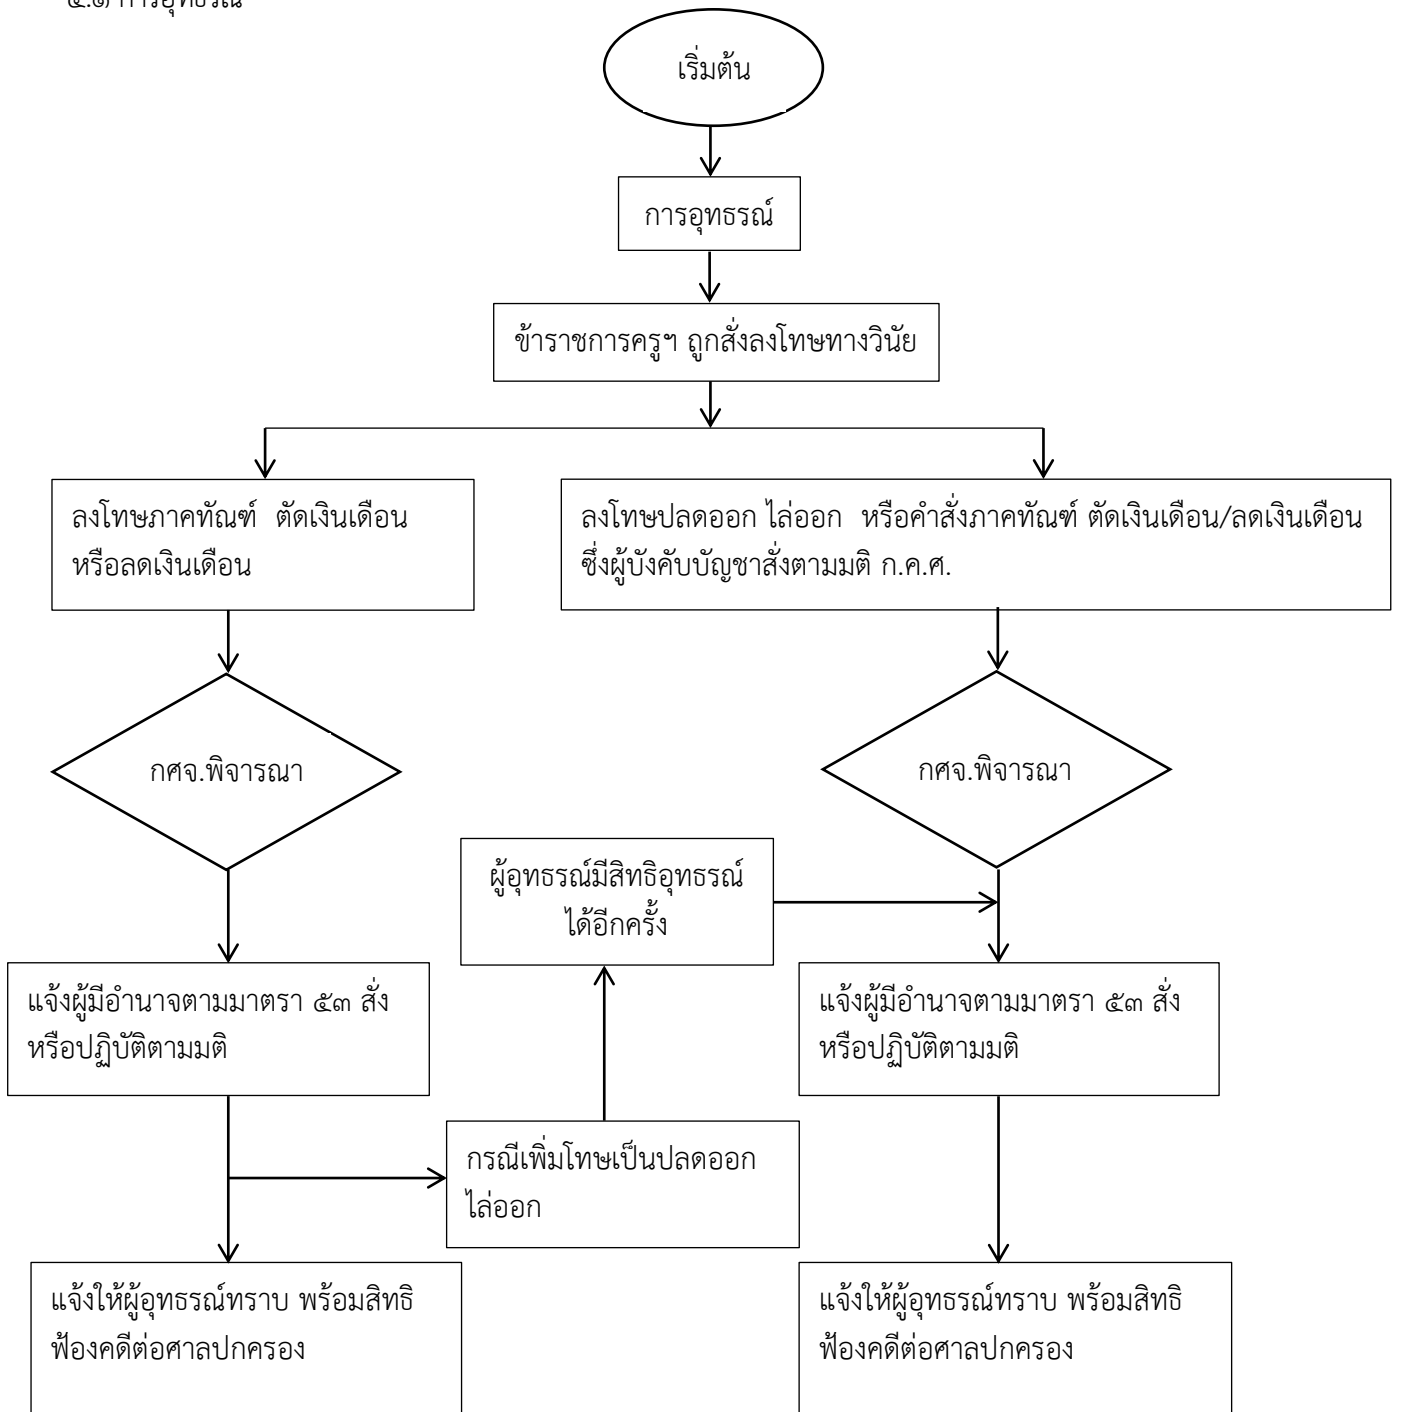 ๕.๑ การอุทธรณ์
เริ่มต้น
การอุทธรณ์
ข้าราชการครูฯ ถูกสั่งลงโทษทางวินัย
ลงโทษภาคทัณฑ์ ตัดเงินเดือน
หรือลดเงินเดือน
ลงโทษปลดออก ไล่ออก หรือคำสั่งภาคทัณฑ์ ตัดเงินเดือน/ลดเงินเดือน
ซึ่งผู้บังคับบัญชาสั่งตามมติ ก.ค.ศ.
กศจ.พิจารณา
กศจ.พิจารณา
ผู้อุทธรณ์มีสิทธิอุทธรณ์
ได้อีกครั้ง
แจ้งผู้มีอำนาจตามมาตรา ๕๓ สั่ง
หรือปฏิบัติตามมติ
แจ้งผู้มีอำนาจตามมาตรา ๕๓ สั่ง
หรือปฏิบัติตามมติ
กรณีเพิ่มโทษเป็นปลดออก
ไล่ออก
แจ้งให้ผู้อุทธรณ์ทราบ พร้อมสิทธิ
ฟ้องคดีต่อศาลปกครอง
แจ้งให้ผู้อุทธรณ์ทราบ พร้อมสิทธิ
ฟ้องคดีต่อศาลปกครอง